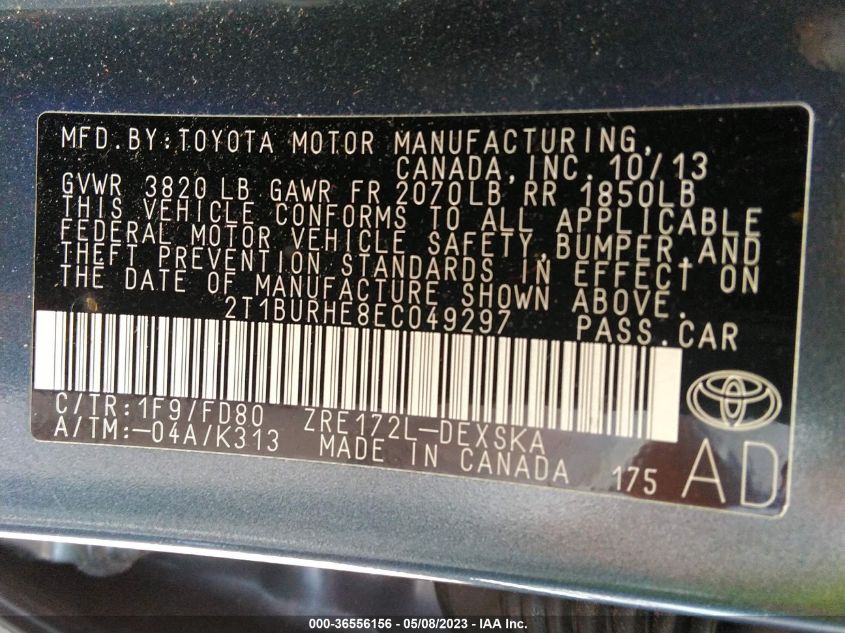 MFD.BY:TOYOTA MOTOR MANUFACTURING,
CANADA, INC. 10/13
GVWR 3820 LB GAWR FR 2070LB RR 1850LB
THIS VEHICLE CONFORMS TO ALL APPLICABLE
FEDERAL MOTOR VEHICLE SAFETY, BUMPER, AND
THEFT PREVENTION STANDARDS IN EFFECT ON
THE DATE OF MANUFACTURE SHOWN ABOVE.
2T1BURHE8EC049297 PASS.CAR
C/TR:1F9/FD80 ZRE172L-DEXSKA
A/TM:-04A/K313 MADE IN CANADA 175 AD
000-36556156 - 05/08/2023 - IAA Inc.